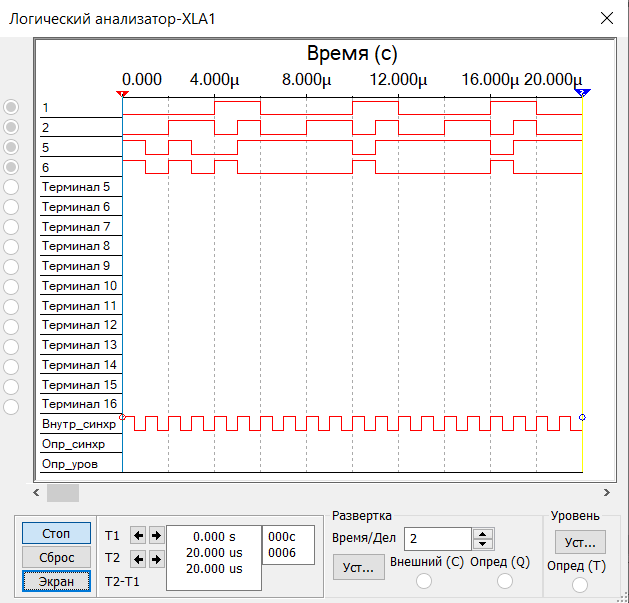 Логический анализатор-XLA1
Время (с)
0.000 4.000µ 8.000µ 12.000µ 16.000µ 20.000µ
1
2
5
6
Терминал 5
Терминал 6
Терминал 7
Терминал 8
Терминал 9
Терминал 10
Терминал 11
Терминал 12
Терминал 13
Терминал 14
Терминал 15
Терминал 16
Внутр_синхр
Опр_синхр
Опр_уров
Стоп
Сброс
Экран
T1 0.000 s 000c
T2 20.000 us 0006
T2-T1 20.000 us
Развертка
Время/Дел 2
Уст... Внешний (C) Опред (Q)
Уровень
Уст...
Опред (T)